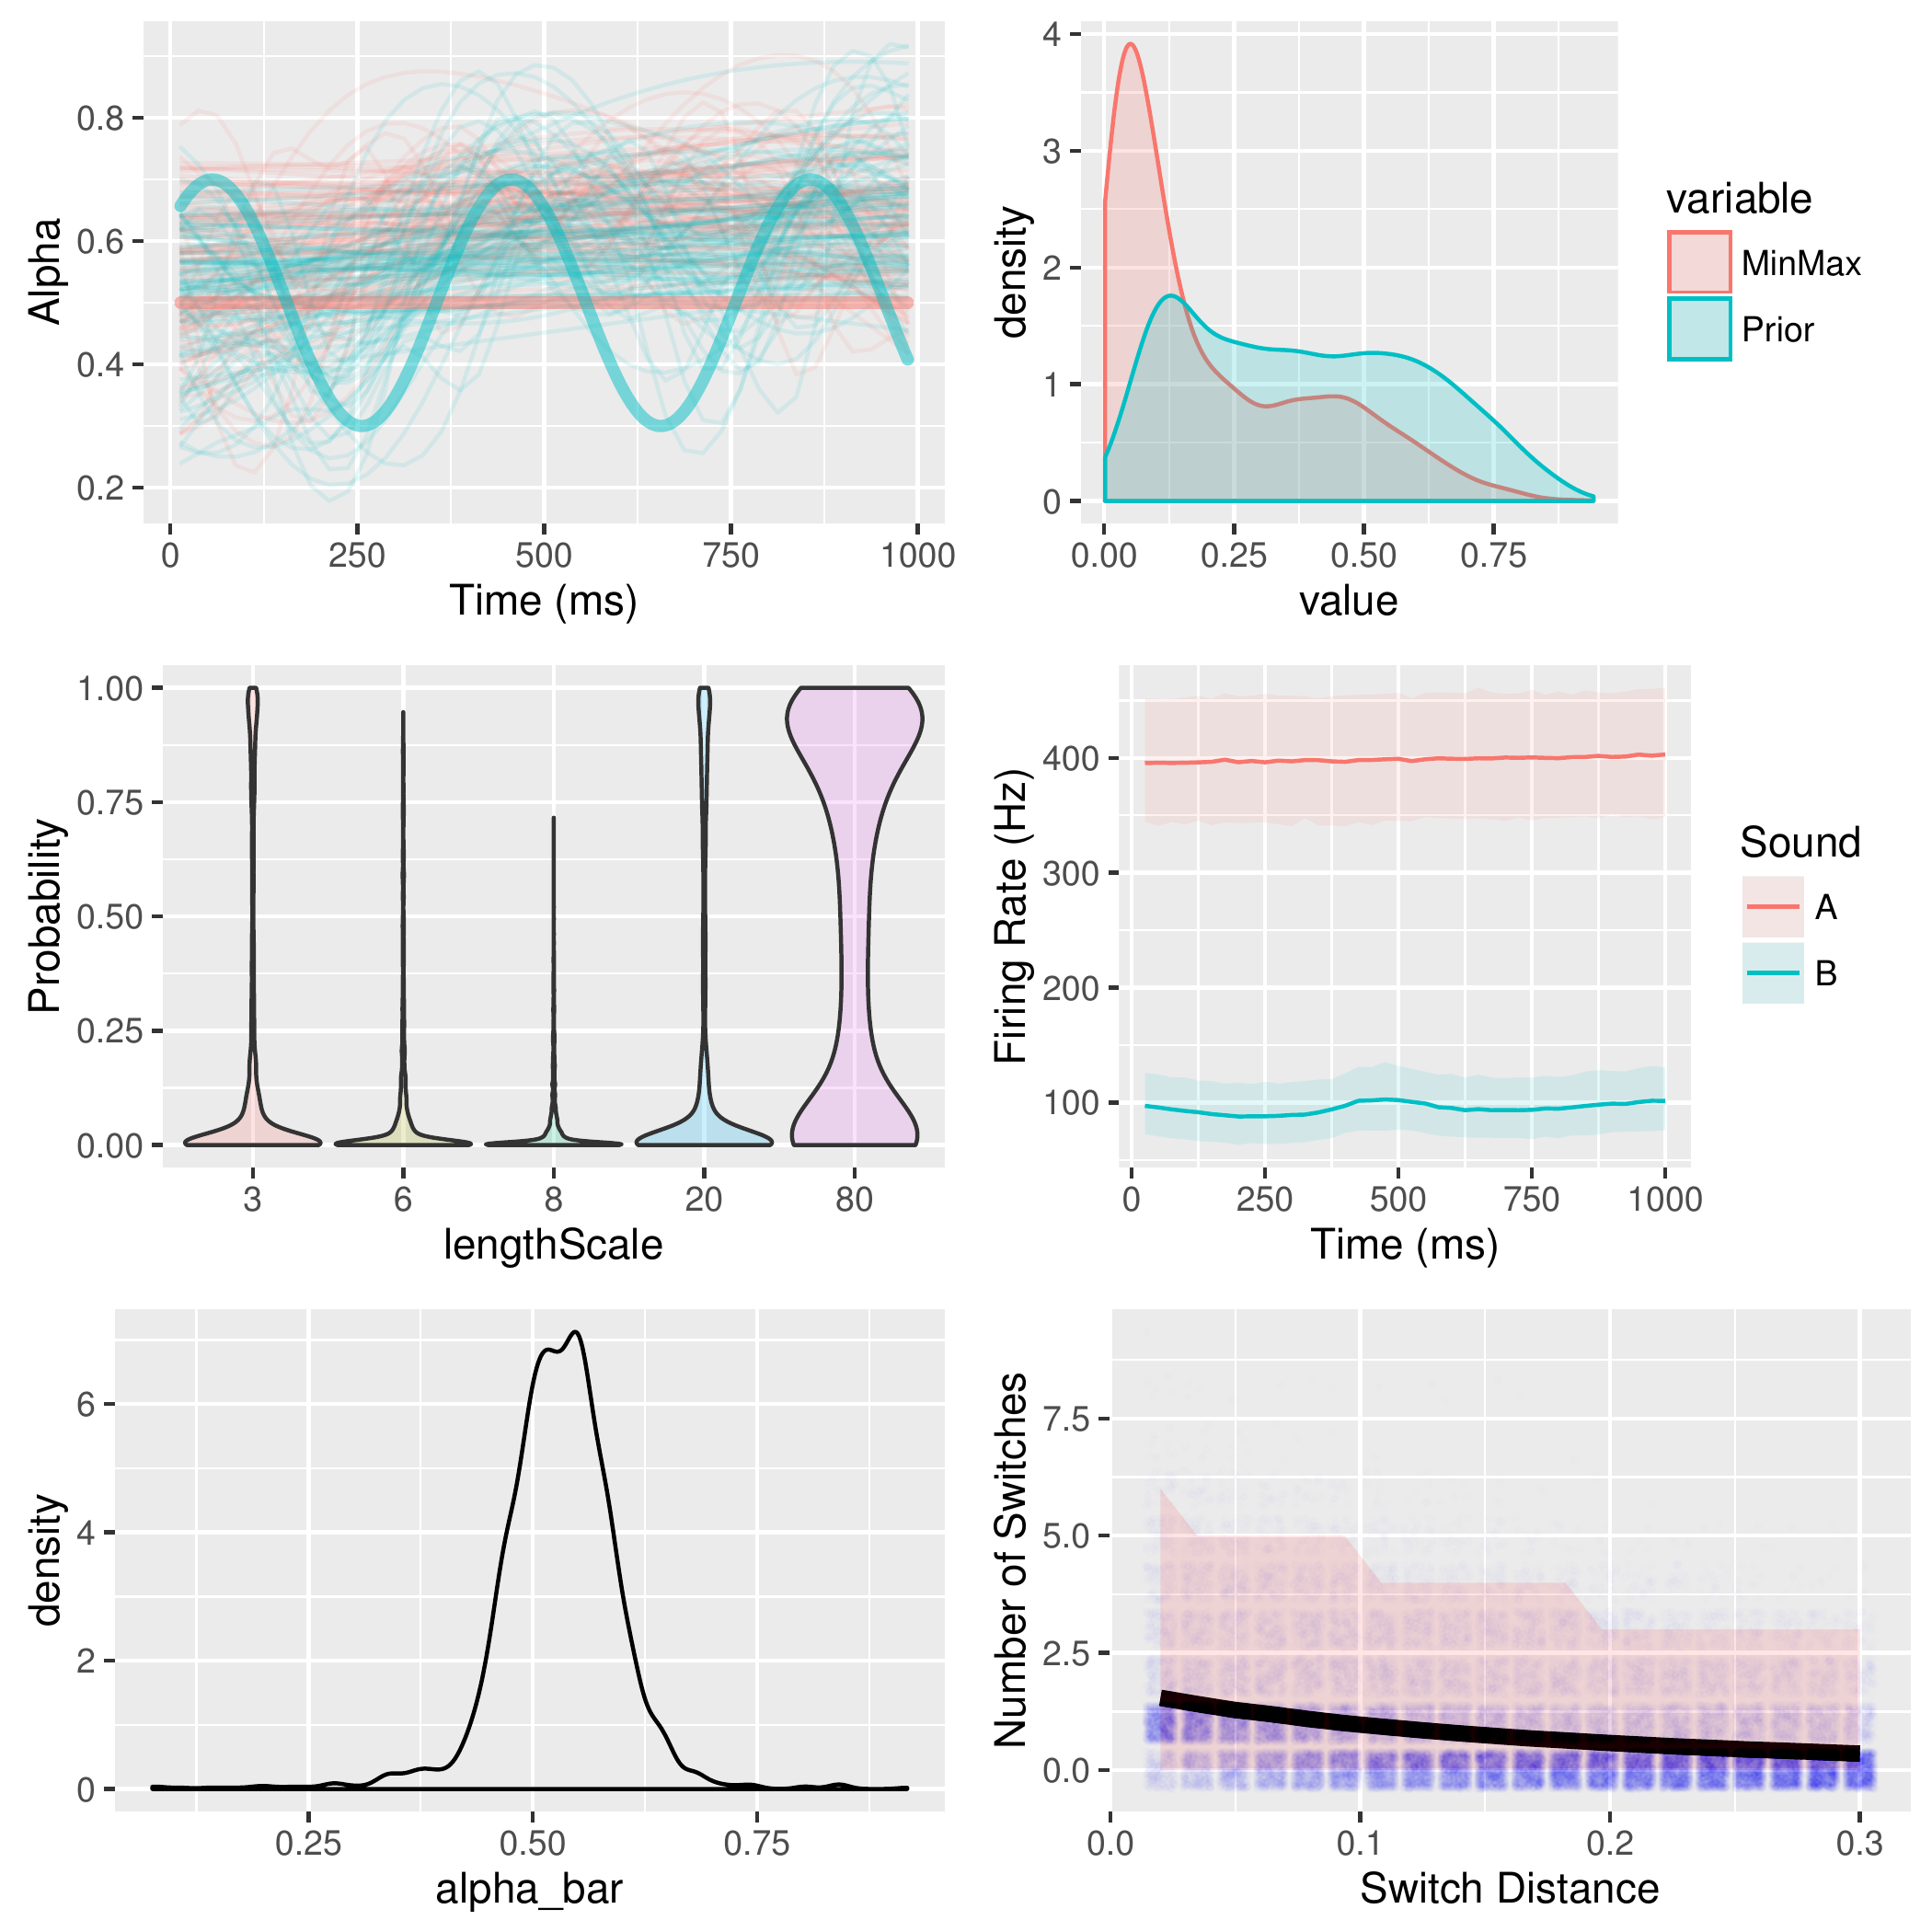 Alpha
0.8
0.6
0.4
0.2
0 250 500 750 1000
Time (ms)
density
4
3
2
1
0
0.00 0.25 0.50 0.75
value
variable
MinMax
Prior
Probability
1.00
0.75
0.50
0.25
0.00
3 6 8 20 80
lengthScale
Firing Rate (Hz)
400
300
200
100
0 250 500 750 1000
Time (ms)
Sound
A
B
density
6
4
2
0
0.25 0.50 0.75
alpha_bar
Number of Switches
7.5
5.0
2.5
0.0
0.0 0.1 0.2 0.3
Switch Distance